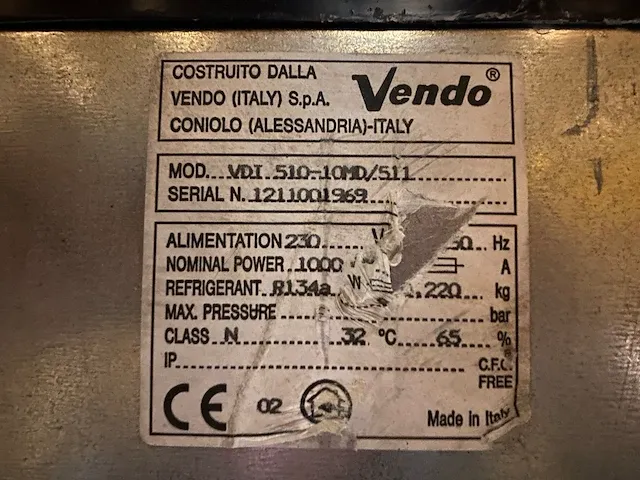 COSTRUITO DALLA
VENDO (ITALY) S.p.A.
CONIOLO (ALESSANDRIA)-ITALY
Vendo®
MOD. VDI 510-10MD/511
SERIAL N. 1211001969
ALIMENTATION 230 V 50 Hz
NOMINAL POWER 1000 W A
REFRIGERANT R134a 220 kg
MAX. PRESSURE bar
CLASS N 32 °C 65 %
IP C.F.C.
FREE
CE 02 Made in Italy